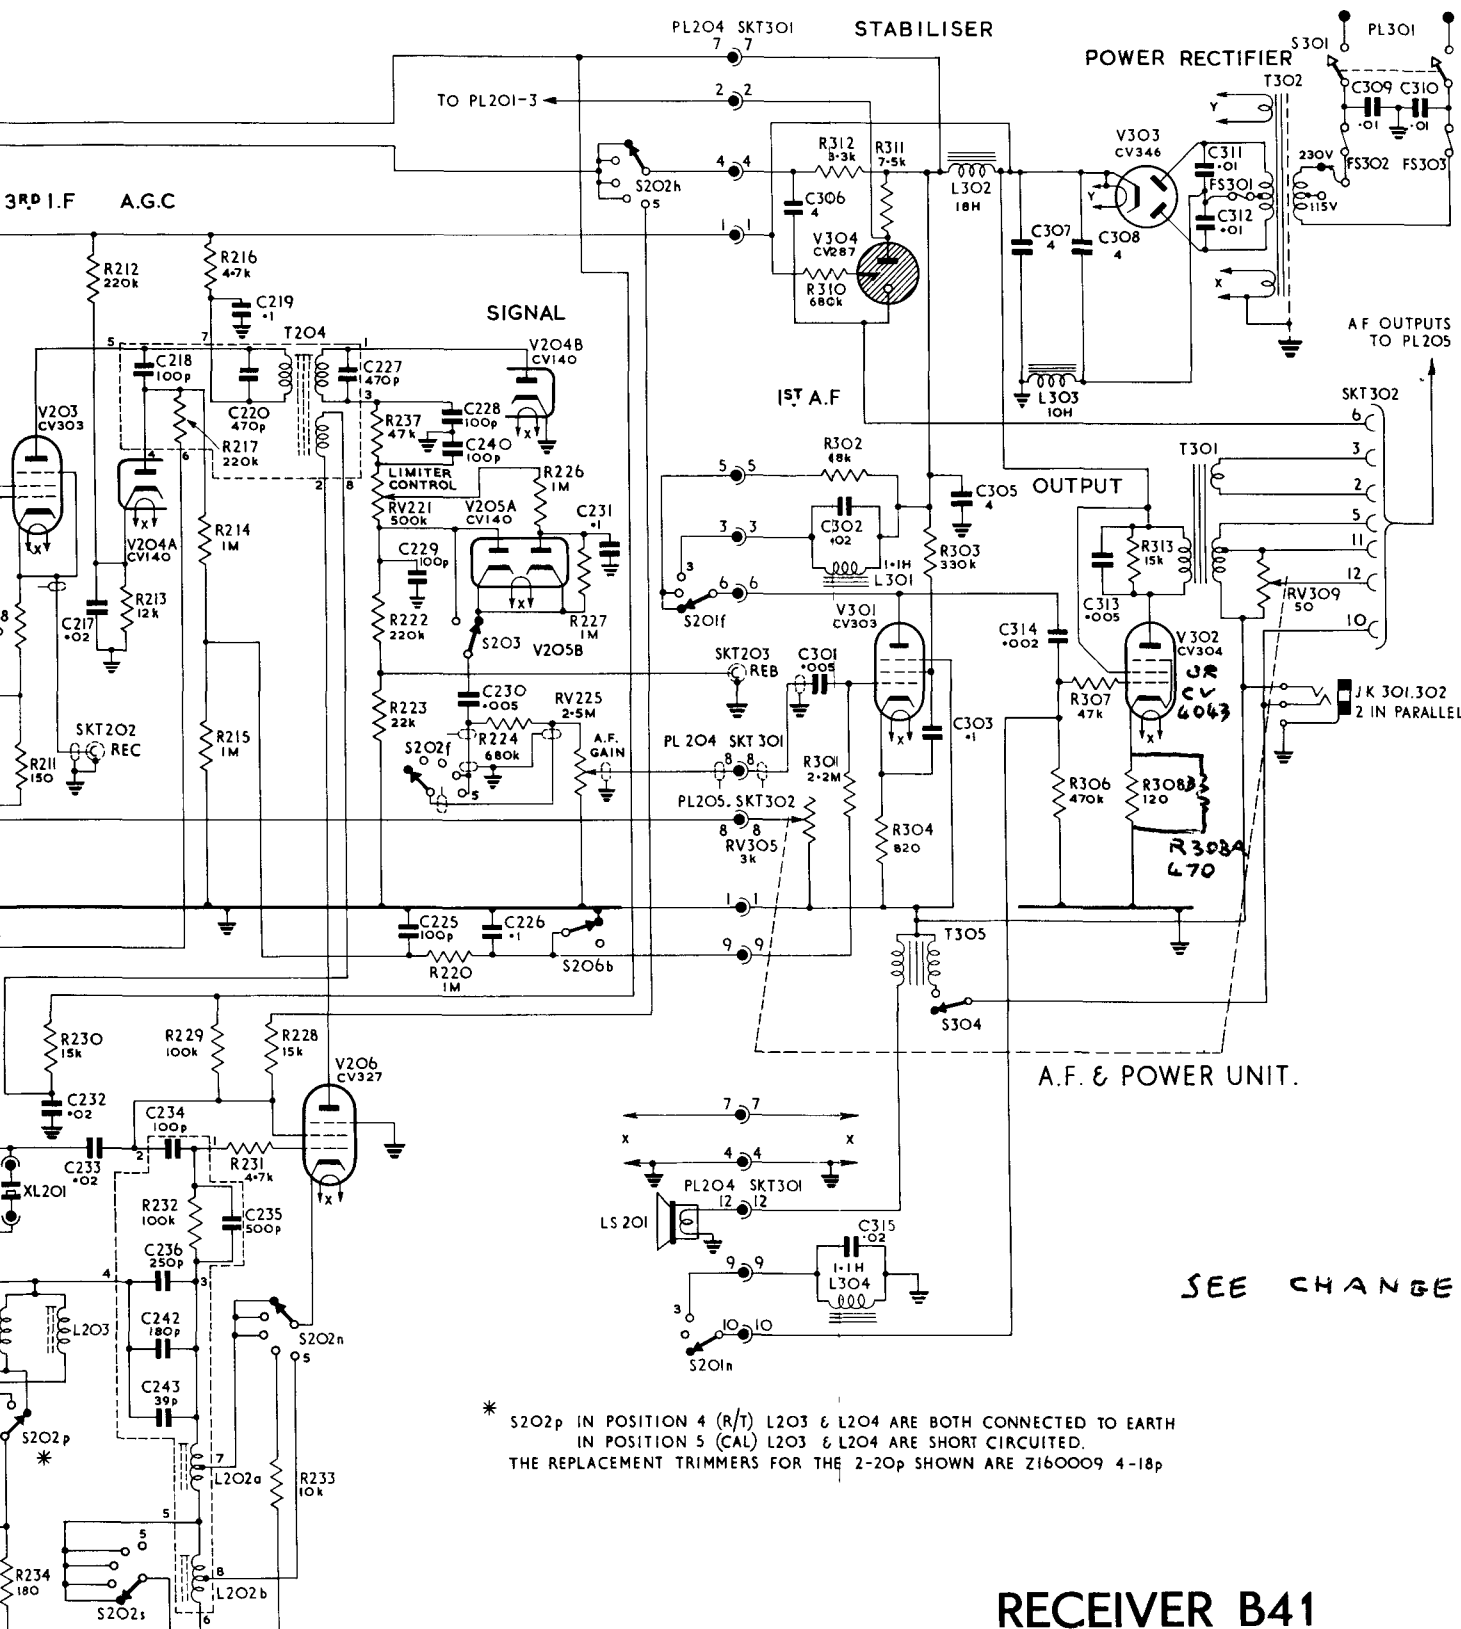 PL204 SKT301
STABILISER
PL301
S301
7 7
POWER RECTIFIER
T302
TO PL201-3
2 2
Y
C309 C310
·01 ·01
V303
CV346
R312
3·3k
R311
7·5k
4 4
S202h
5
C306
4
L302
18H
C311
·01
FS301
C312
·01
230V
FS302 FS303
115V
Y
3RD I.F A.G.C
1 1
V304
CV287
C307
4
C308
4
R310
680k
X
R212
220k
R216
4·7k
C219
·1
SIGNAL
T204
V204B
CV140
A F OUTPUTS
TO PL205
5 7 1
C218
100p
C227
470p
3
L303
10H
1ST A.F
SKT302
V203
CV303
C220
470p
R217
220k
R237
47k
C228
100p
C240
100p
X
6
4 6
2 8
R302
68k
T301
3
LIMITER
CONTROL
R226
1M
5 5
C305
4
OUTPUT
2
RV221
500k
V205A
CV140
C231
·1
C302
·02
R214
1M
X
V204A
CV140
X
C229
100p
3 3
R303
330k
R313
15k
5
11
1·1H
L301
3
6 6
12
RV309
50
8
C217
·02
R213
12k
X
R222
220k
R227
1M
S203
V205B
S201f
V301
CV303
C313
·005
10
C314
·002
V302
CV304
OR
CV
4043
SKT203
REB
C301
·005
C230
·005
RV225
2·5M
R307
47k
JK 301.302
2 IN PARALLEL
R223
22k
SKT202
REC
R215
1M
R224
680k
A.F.
GAIN
S202f
5
PL 204 SKT 301
8 8
X
C303
·1
X
R211
150
R301
2·2M
R306
470k
R308B
120
PL205. SKT302
8 8
RV305
3k
R304
820
R308A
470
1 1
C225
100p
C226
·1
T305
9 9
R220
1M
S206b
S304
R230
15k
R229
100k
R228
15k
V206
CV327
A.F. & POWER UNIT.
C232
·02
C234
100p
7 7
2 1
X X
C233
·02
R231
4·7k
4 4
XL201
X
R232
100k
C235
500p
PL204 SKT301
12 12
LS 201
C315
·02
C236
250p
4 3
9 9
1·1H
L304
SEE CHANGE
L203
C242
180p
S202n
5
3
10 10
S201n
C243
39p
S202p
*
* S202p IN POSITION 4 (R/T) L203 & L204 ARE BOTH CONNECTED TO EARTH
IN POSITION 5 (CAL) L203 & L204 ARE SHORT CIRCUITED.
THE REPLACEMENT TRIMMERS FOR THE 2-20p SHOWN ARE Z160009 4-18p
7
L202a
R233
10k
5
5
R234
180
8
L202b
S202s
6
RECEIVER B41